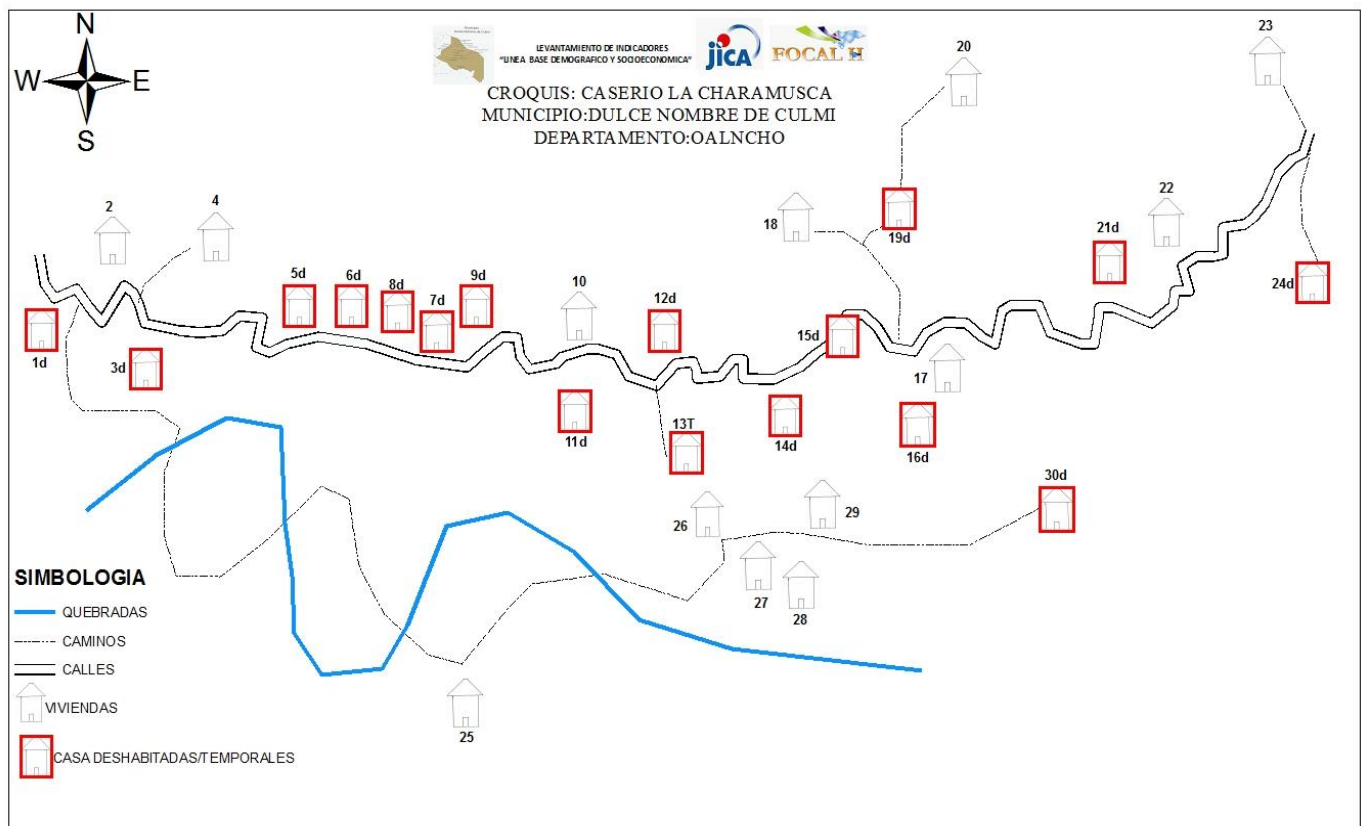 N
W
E
S
LEVANTAMIENTO DE INDICADORES
"LINEA BASE DEMOGRAFICO Y SOCIOECONOMICA"
jICA
FOCAL H
CROQUIS: CASERIO LA CHARAMUSCA
MUNICIPIO:DULCE NOMBRE DE CULMI
DEPARTAMENTO:OALNCHO
20
23
2
4
18
19d
22
21d
24d
5d
6d
8d
7d
9d
10
12d
15d
1d
3d
17
11d
13T
14d
16d
30d
26
29
27
28
25
SIMBOLOGIA
QUEBRADAS
CAMINOS
CALLES
VIVIENDAS
CASA DESHABITADAS/TEMPORALES